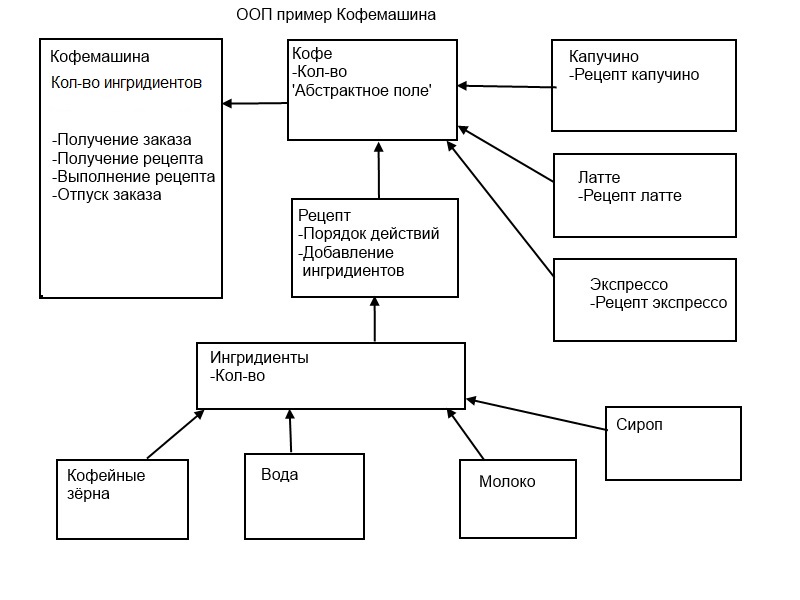 ООП пример Кофемашина
Кофемашина
Кол-во ингридиентов
-Получение заказа
-Получение рецепта
-Выполнение рецепта
-Отпуск заказа
Кофе
-Кол-во
'Абстрактное поле'
Капучино
-Рецепт капучино
Латте
-Рецепт латте
Экспрессо
-Рецепт экспрессо
Рецепт
-Порядок действий
-Добавление
ингридиентов
Ингридиенты
-Кол-во
Кофейные
зёрна
Вода
Молоко
Сироп